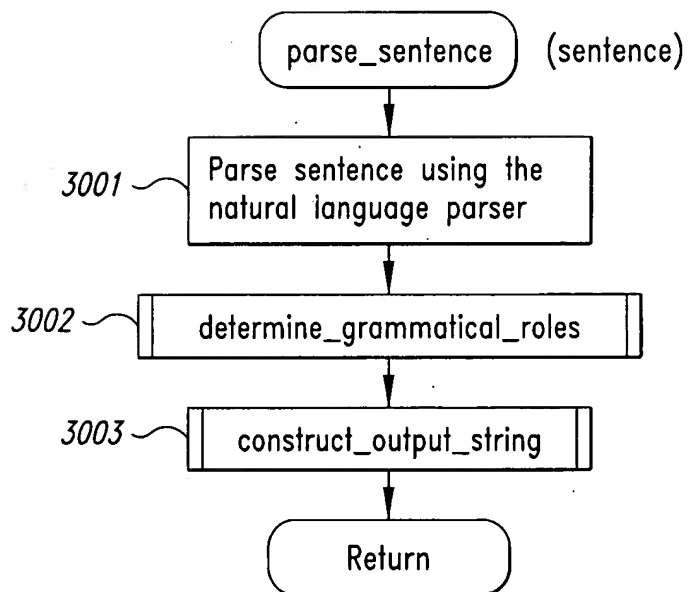 parse_sentence (sentence)
3001
Parse sentence using the
natural language parser
3002
determine_grammatical_roles
3003
construct_output_string
Return